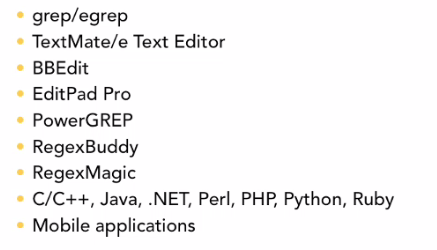 • grep/egrep
• TextMate/e Text Editor
• BBEdit
• EditPad Pro
• PowerGREP
• RegexBuddy
• RegexMagic
• C/C++, Java, .NET, Perl, PHP, Python, Ruby
• Mobile applications